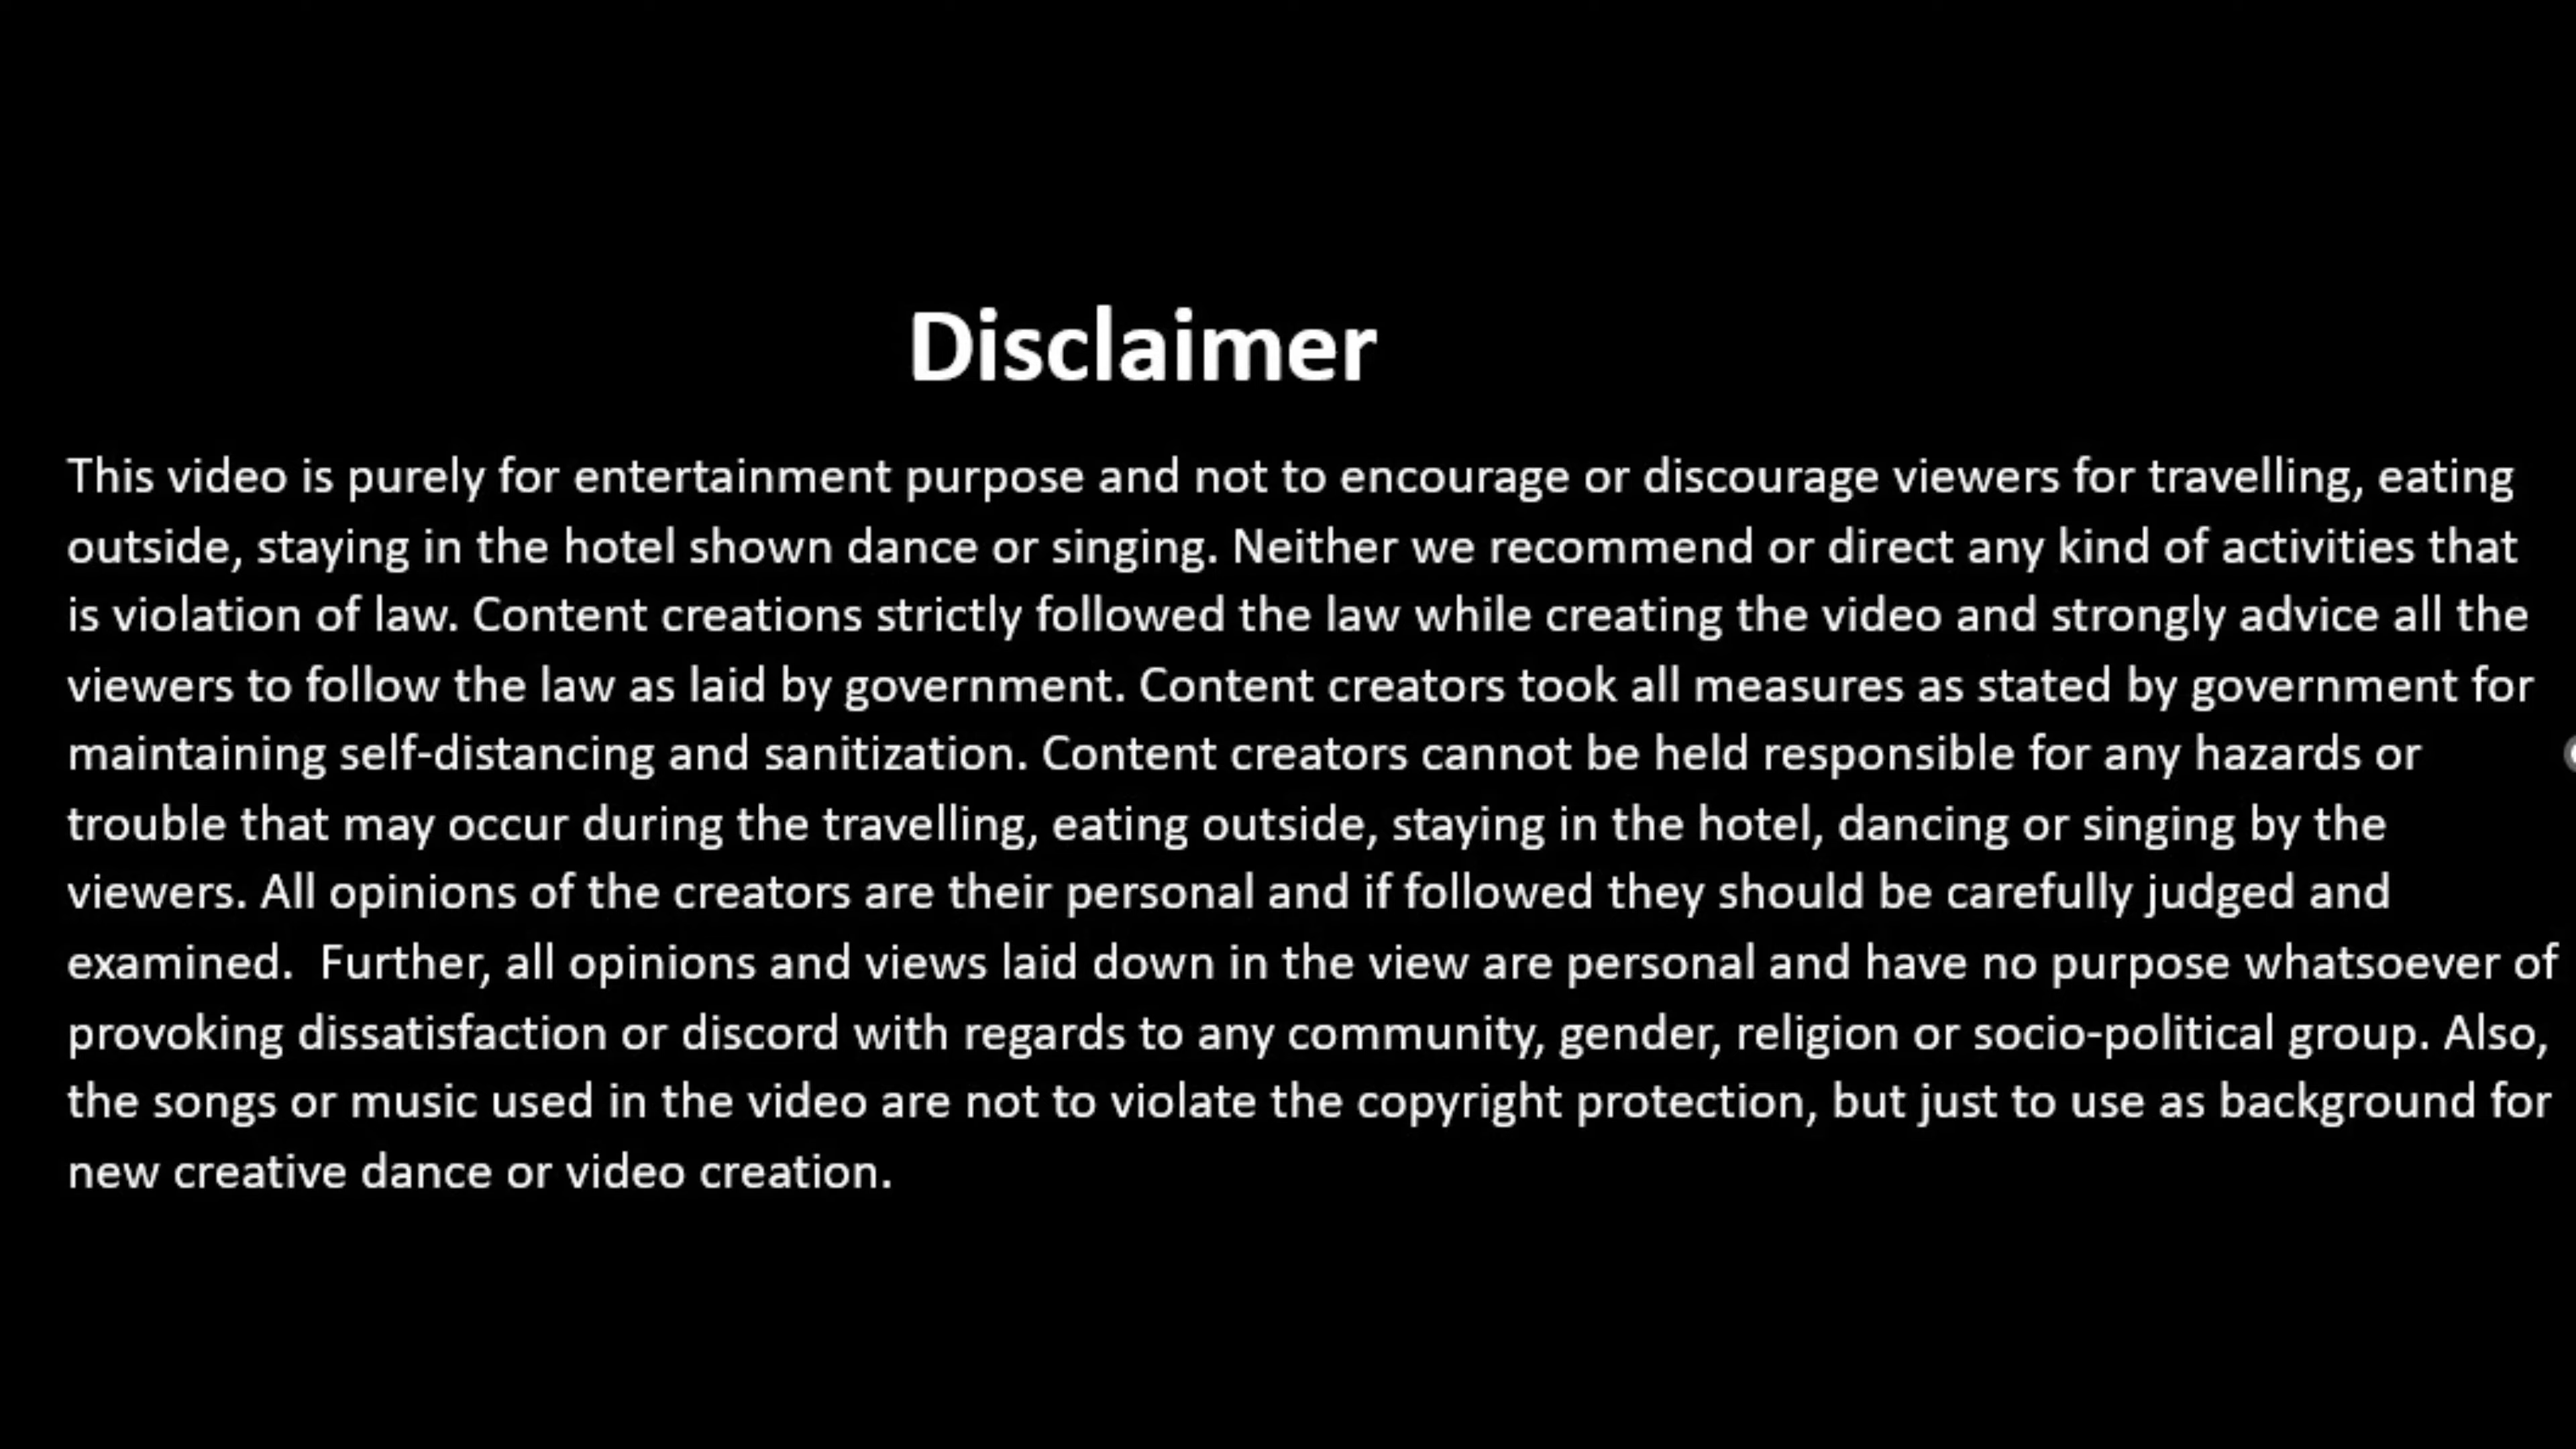 Disclaimer
This video is purely for entertainment purpose and not to encourage or discourage viewers for travelling, eating
outside, staying in the hotel shown dance or singing. Neither we recommend or direct any kind of activities that
is violation of law. Content creations strictly followed the law while creating the video and strongly advice all the
viewers to follow the law as laid by government. Content creators took all measures as stated by government for
maintaining self-distancing and sanitization. Content creators cannot be held responsible for any hazards or
trouble that may occur during the travelling, eating outside, staying in the hotel, dancing or singing by the
viewers. All opinions of the creators are their personal and if followed they should be carefully judged and
examined.  Further, all opinions and views laid down in the view are personal and have no purpose whatsoever of
provoking dissatisfaction or discord with regards to any community, gender, religion or socio-political group. Also,
the songs or music used in the video are not to violate the copyright protection, but just to use as background for
new creative dance or video creation.